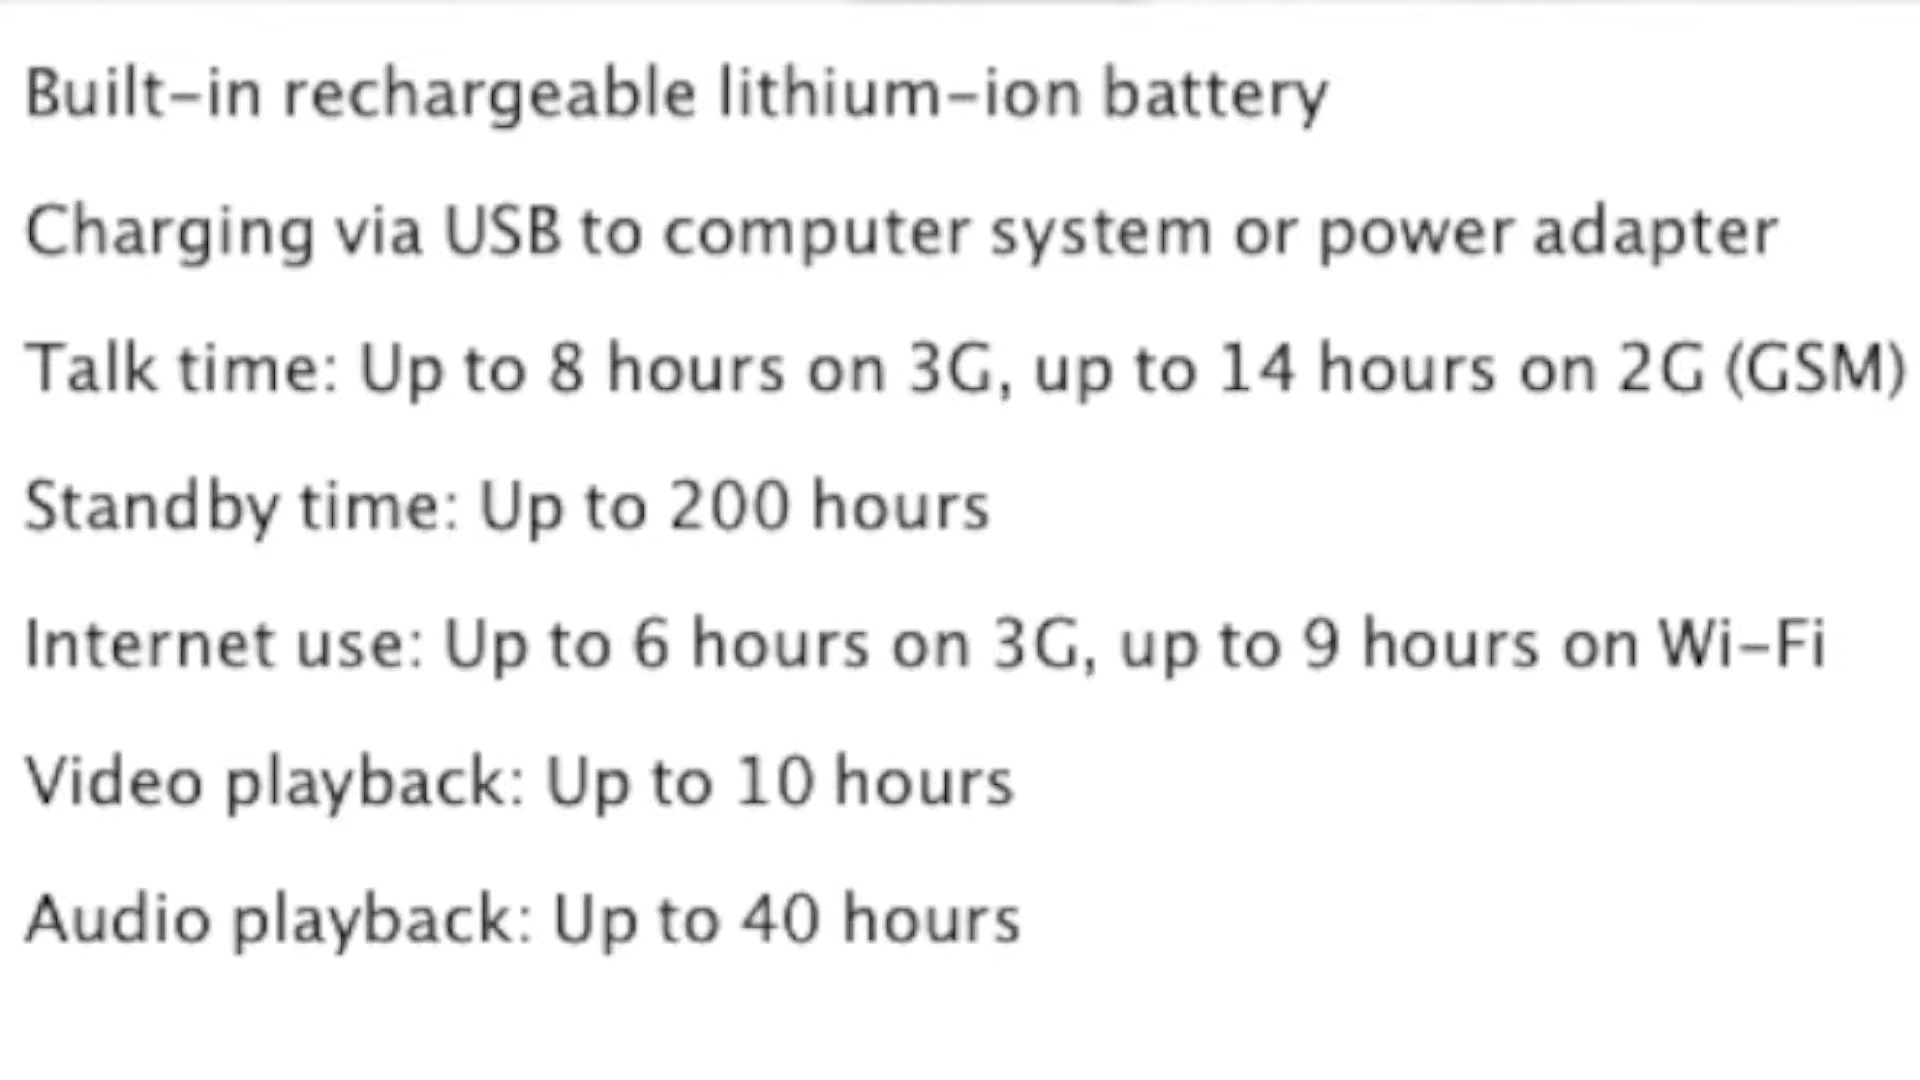 Built-in rechargeable lithium-ion battery
Charging via USB to computer system or power adapter
Talk time: Up to 8 hours on 3G, up to 14 hours on 2G (GSM)
Standby time: Up to 200 hours
Internet use: Up to 6 hours on 3G, up to 9 hours on Wi-Fi
Video playback: Up to 10 hours
Audio playback: Up to 40 hours